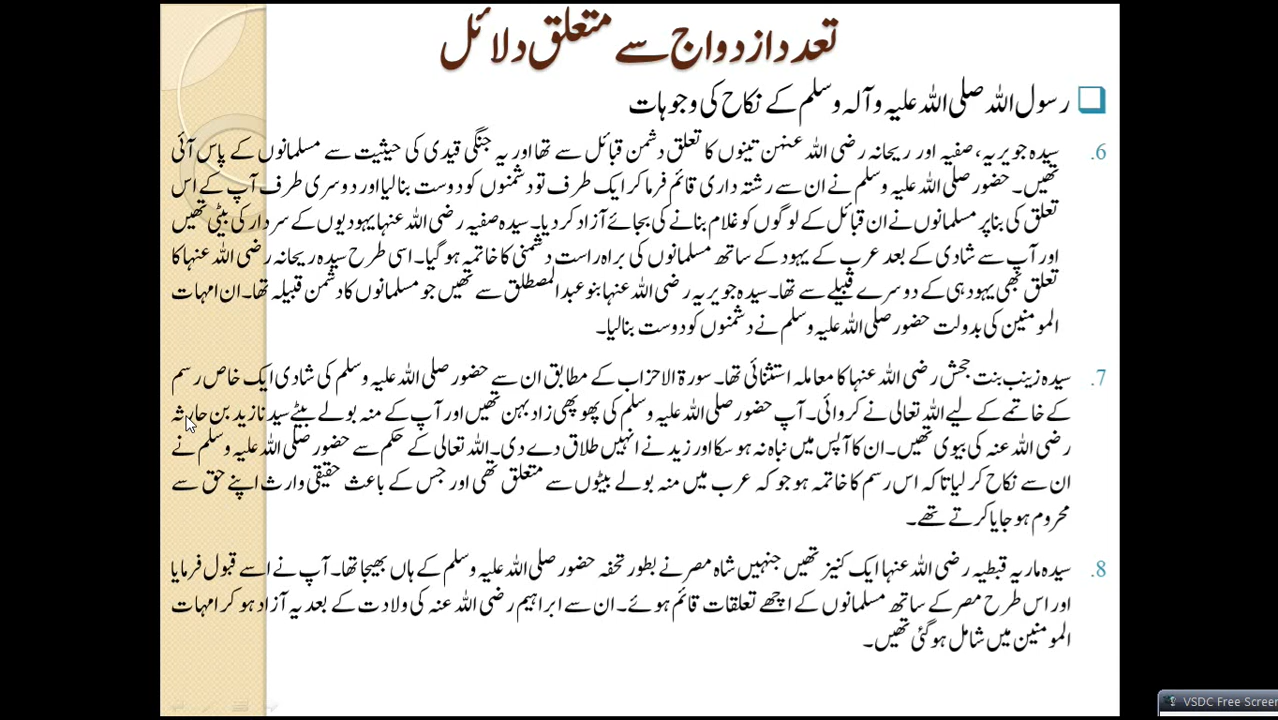 تعدد ازدواج سے متعلق دلائل
رسول اللہ صلی اللہ علیہ وآلہ وسلم کے نکاح کی وجوہات
6. سیدہ جویریہ، صفیہ اور ریحانہ رضی اللہ عنہن تینوں کا تعلق دشمن قبائل سے تھا اور یہ جنگی قیدی کی حیثیت سے مسلمانوں کے پاس آئی
تھیں۔ حضور صلی اللہ علیہ وسلم نے ان سے رشتہ داری قائم فرما کر ایک طرف تو دشمنوں کو دوست بنا لیا اور دوسری طرف آپ کے اس
تعلق کی بنا پر مسلمانوں نے ان قبائل کے لوگوں کو غلام بنانے کی بجائے آزاد کر دیا۔ سیدہ صفیہ رضی اللہ عنہا یہودیوں کے سردار کی بیٹی تھیں
اور آپ سے شادی کے بعد عرب کے یہود کے ساتھ مسلمانوں کی براہ راست دشمنی کا خاتمہ ہو گیا۔ اسی طرح سیدہ ریحانہ رضی اللہ عنہا کا
تعلق بھی یہود ہی کے دوسرے قبیلے سے تھا۔ سیدہ جویریہ رضی اللہ عنہا بنو عبد المصطلق سے تھیں جو مسلمانوں کا دشمن قبیلہ تھا۔ ان امہات
المومنین کی بدولت حضور صلی اللہ علیہ وسلم نے دشمنوں کو دوست بنا لیا۔
7. سیدہ زینب بنت جحش رضی اللہ عنہا کا معاملہ استثنائی تھا۔ سورۃ الاحزاب کے مطابق ان سے حضور صلی اللہ علیہ وسلم کی شادی ایک خاص رسم
کے خاتمے کے لیے اللہ تعالی نے کروائی۔ آپ حضور صلی اللہ علیہ وسلم کی پھوپھی زاد بہن تھیں اور آپ کے منہ بولے بیٹے سیدنا زید بن حارثہ
رضی اللہ عنہ کی بیوی تھیں۔ ان کا آپس میں نباہ نہ ہو سکا اور زید نے انہیں طلاق دے دی۔ اللہ تعالی کے حکم سے حضور صلی اللہ علیہ وسلم نے
ان سے نکاح کر لیا تاکہ اس رسم کا خاتمہ ہو جو کہ عرب میں منہ بولے بیٹوں سے متعلق تھی اور جس کے باعث حقیقی وارث اپنے حق سے
محروم ہو جایا کرتے تھے۔
8. سیدہ ماریہ قبطیہ رضی اللہ عنہا ایک کنیز تھیں جنہیں شاہ مصر نے بطور تحفہ حضور صلی اللہ علیہ وسلم کے ہاں بھیجا تھا۔ آپ نے اسے قبول فرمایا
اور اس طرح مصر کے ساتھ مسلمانوں کے اچھے تعلقات قائم ہوئے۔ ان سے ابراہیم رضی اللہ عنہ کی ولادت کے بعد یہ آزاد ہو کر امہات
المومنین میں شامل ہو گئی تھیں۔
VSDC Free Screen